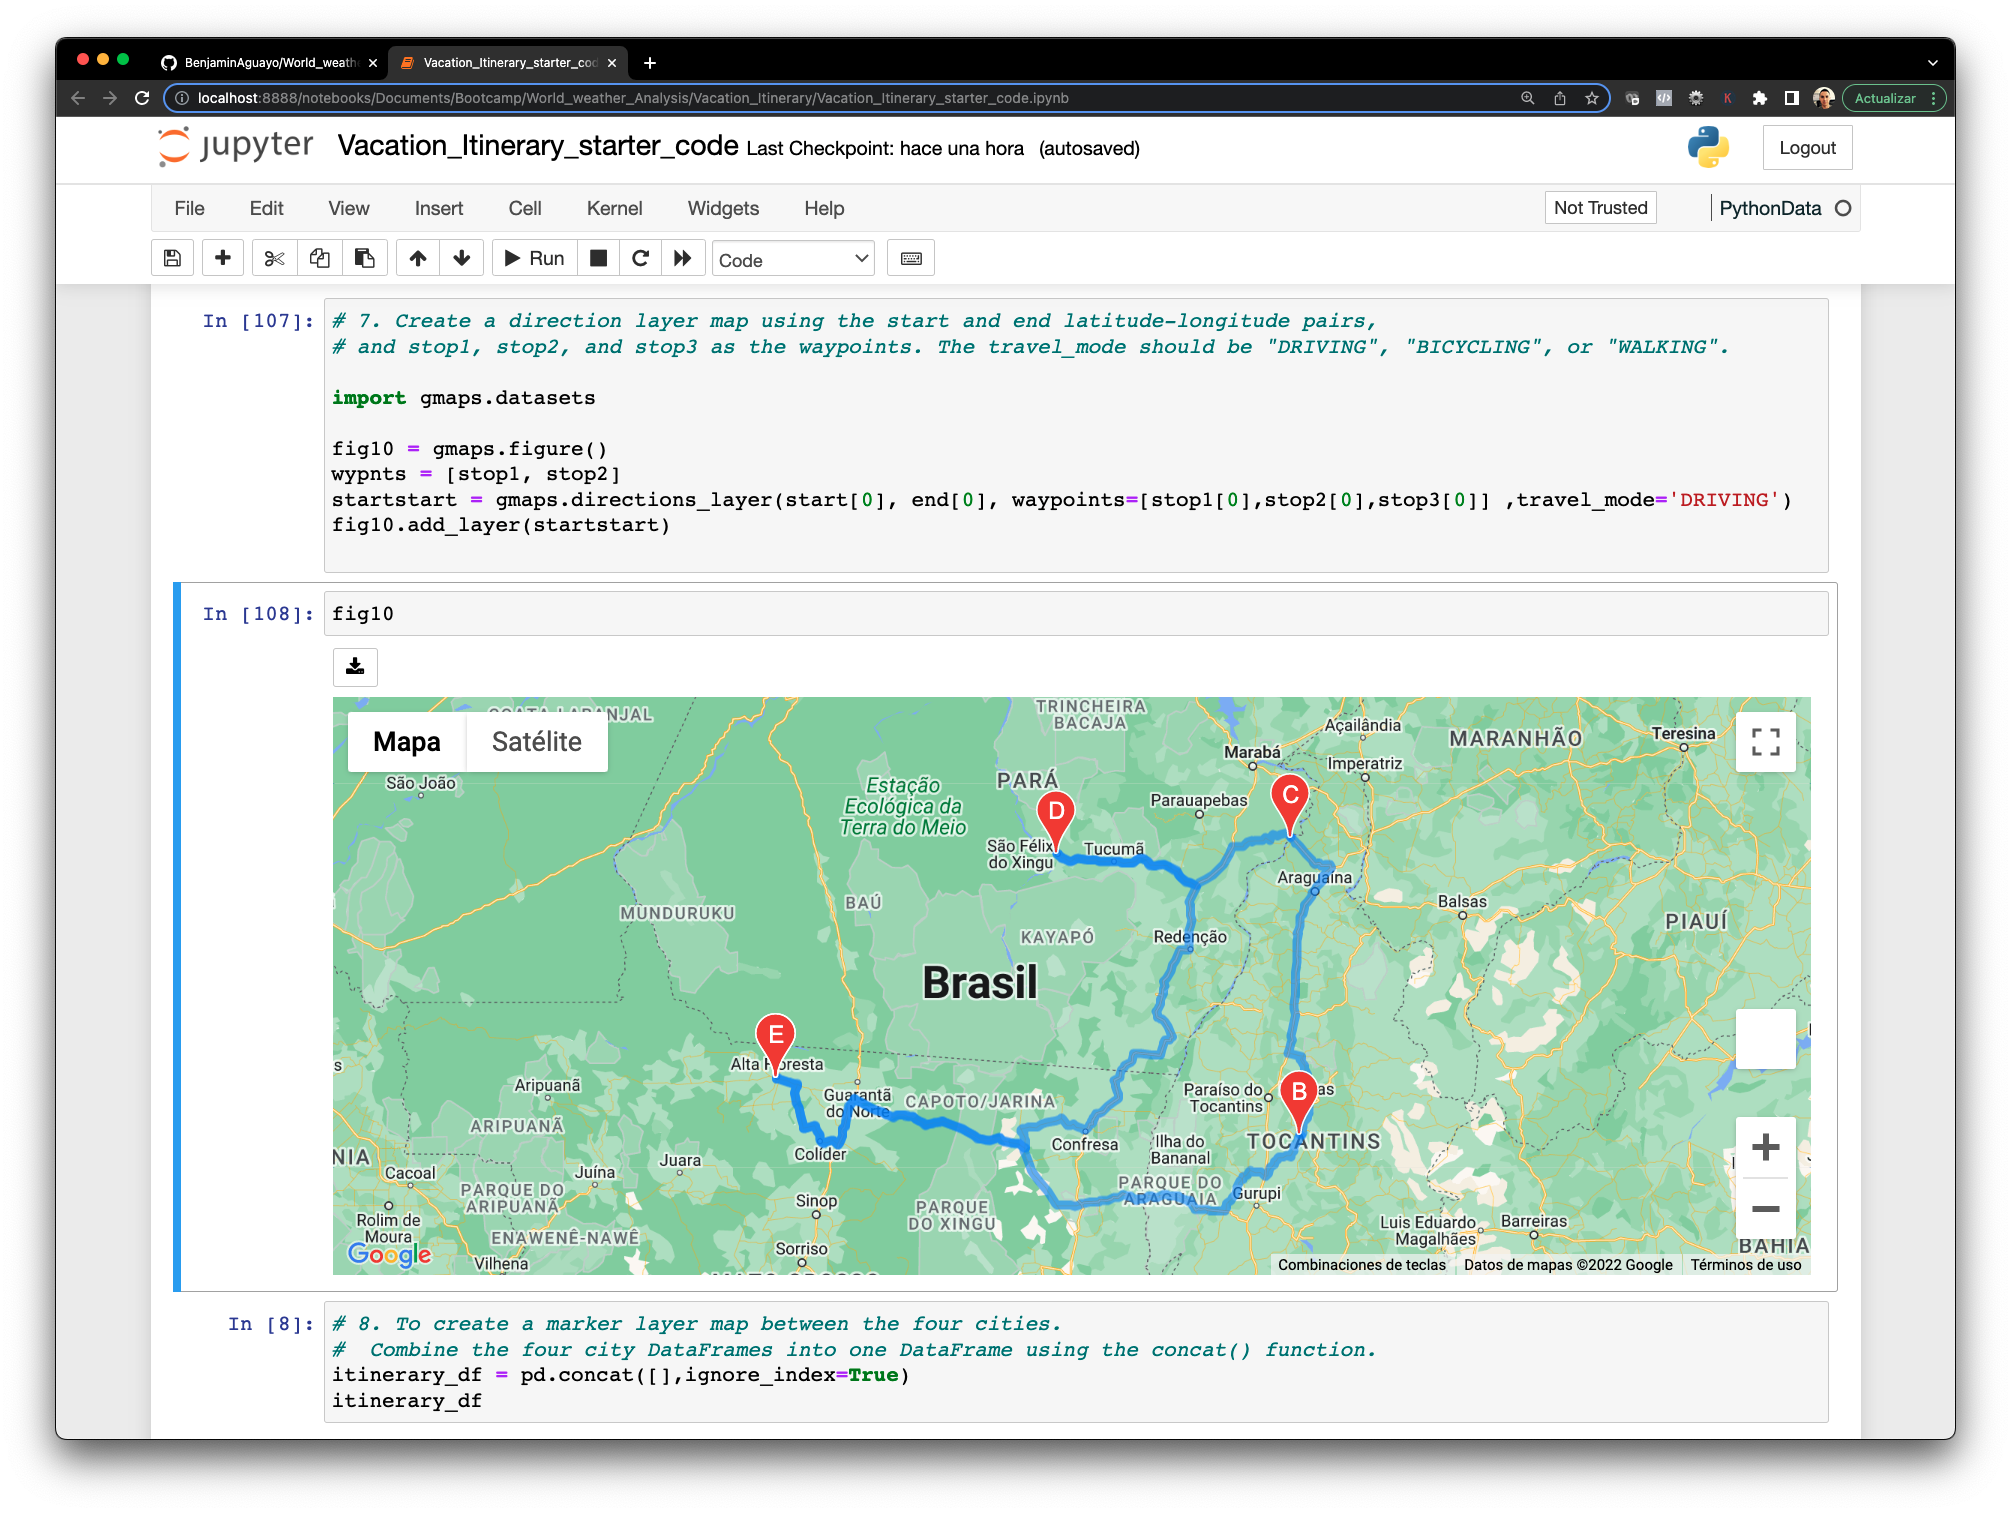 BenjaminAguayo/World_weath
Vacation_Itinerary_starter_cod
localhost:8888/notebooks/Documents/Bootcamp/World_weather_Analysis/Vacation_Itinerary/Vacation_Itinerary_starter_code.ipynb
K
Actualizar
jupyter
Vacation_Itinerary_starter_code Last Checkpoint: hace una hora (autosaved)
Logout
File Edit View Insert Cell Kernel Widgets Help
Not Trusted
PythonData
Run
Code
In [107]:
# 7. Create a direction layer map using the start and end latitude-longitude pairs,
# and stop1, stop2, and stop3 as the waypoints. The travel_mode should be "DRIVING", "BICYCLING", or "WALKING".
import gmaps.datasets
fig10 = gmaps.figure()
wypnts = [stop1, stop2]
startstart = gmaps.directions_layer(start[0], end[0], waypoints=[stop1[0],stop2[0],stop3[0]] ,travel_mode='DRIVING')
fig10.add_layer(startstart)
In [108]:
fig10
Mapa
Satélite
TRINCHEIRA
BACAJA
Açailândia
MARANHÃO
Teresina
Marabá
Imperatriz
São João
Estação
Ecológica da
Terra do Meio
PARÁ
Parauapebas
C
D
São Félix
do Xingu
Tucumã
Araguaína
BAÚ
MUNDURUKU
Balsas
PIAUÍ
KAYAPÓ
Redenção
Brasil
E
Alta Floresta
Aripuanã
Guarantã
do Norte
CAPOTO/JARINA
Paraíso do
Tocantins
B
as
ARIPUANÃ
Confresa
Ilha do
Bananal
TOCANTINS
NIA
Cacoal
Juína
Juara
Colíder
PARQUE DO
ARIPUANÃ
Sinop
PARQUE
DO XINGU
PARQUE DO
ARAGUAIA
Gurupi
Rolim de
Moura
ENAWENÊ-NAWÊ
Luis Eduardo
Magalhães
Barreiras
Sorriso
Vilhena
BAHIA
Google
Combinaciones de teclas
Datos de mapas ©2022 Google
Términos de uso
In [8]:
# 8. To create a marker layer map between the four cities.
#  Combine the four city DataFrames into one DataFrame using the concat() function.
itinerary_df = pd.concat([],ignore_index=True)
itinerary_df